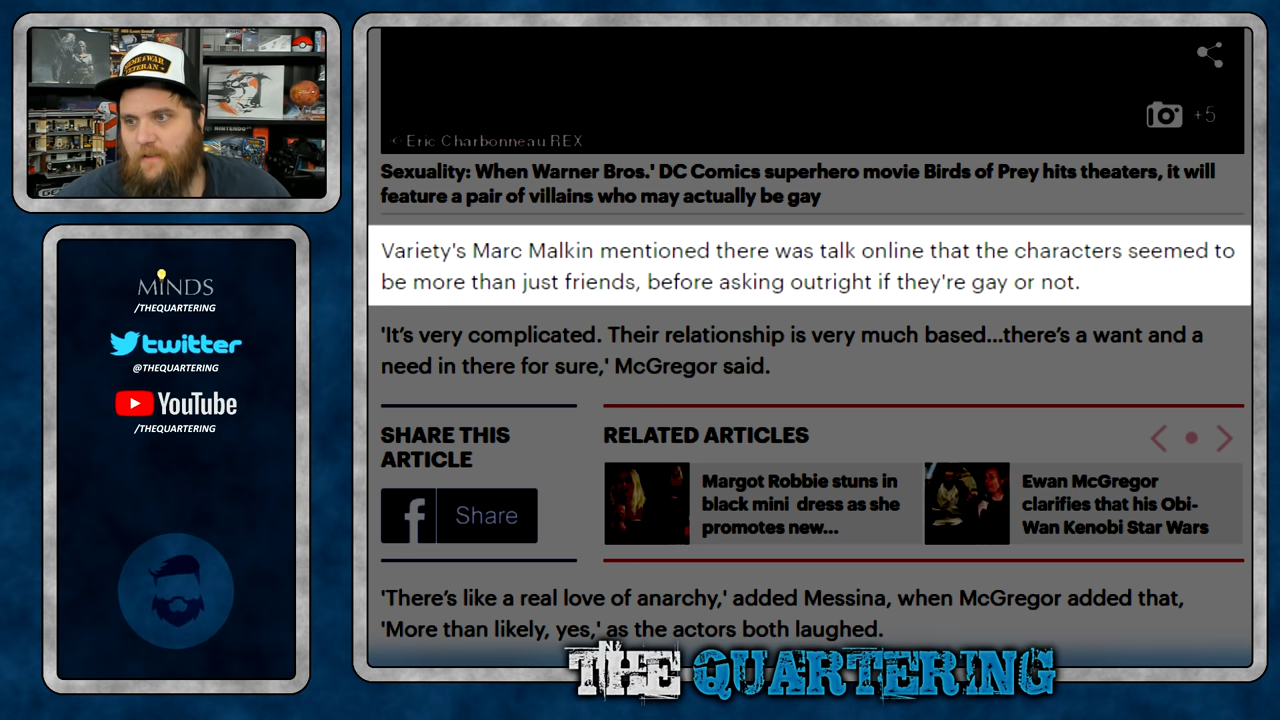 GAME & WAR
VETERAN
NINTENDO
MINDS
/THEQUARTERING
twitter
@THEQUARTERING
YouTube
/THEQUARTERING
+5
Eric Charbonneau REX
Sexuality: When Warner Bros.' DC Comics superhero movie Birds of Prey hits theaters, it will
feature a pair of villains who may actually be gay
Variety's Marc Malkin mentioned there was talk online that the characters seemed to
be more than just friends, before asking outright if they're gay or not.
'It's very complicated. Their relationship is very much based...there's a want and a
need in there for sure,' McGregor said.
SHARE THIS
ARTICLE
f Share
RELATED ARTICLES
Margot Robbie stuns in
black mini dress as she
promotes new...
Ewan McGregor
clarifies that his Obi-
Wan Kenobi Star Wars
'There's like a real love of anarchy,' added Messina, when McGregor added that,
'More than likely, yes,' as the actors both laughed.
THE QUARTERING